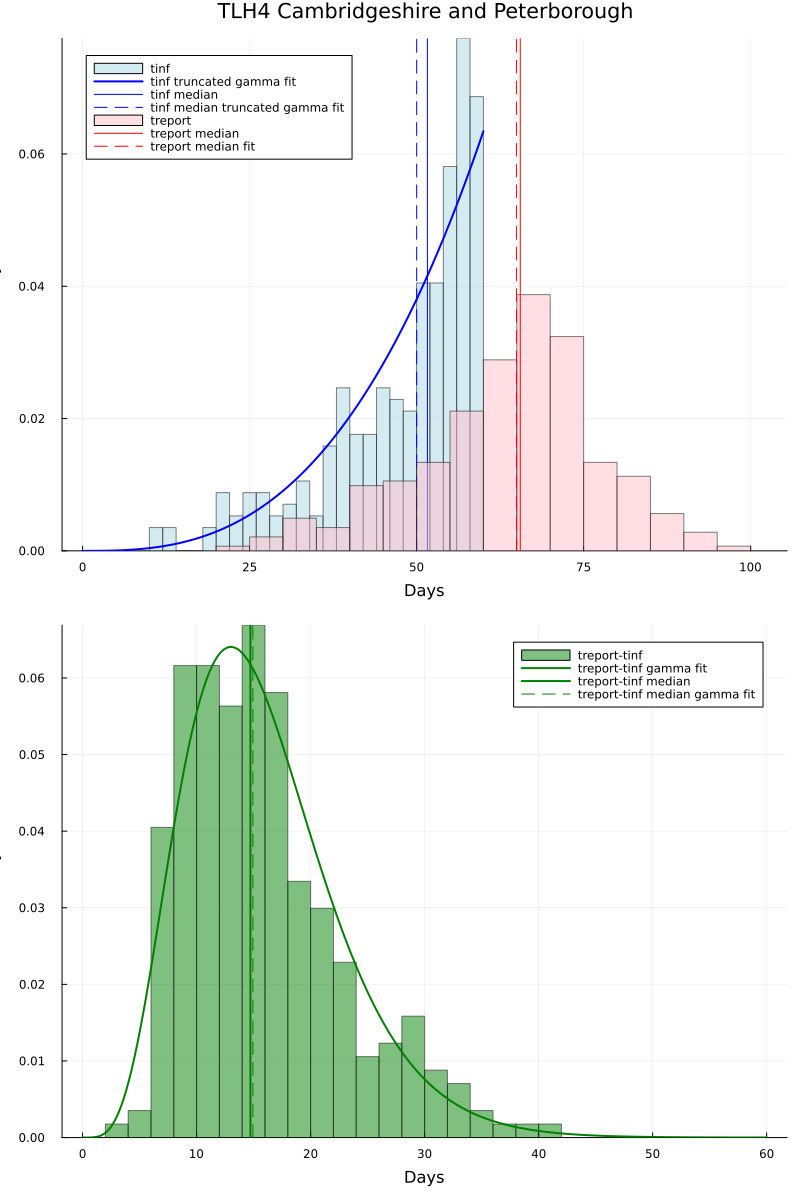 TLH4 Cambridgeshire and Peterborough
tinf
tinf truncated gamma fit
tinf median
tinf median truncated gamma fit
treport
treport median
treport median fit
0.06
0.04
0.02
0.00
0 25 50 75 100
Days
treport-tinf
treport-tinf gamma fit
treport-tinf median
treport-tinf median gamma fit
0.06
0.05
0.04
0.03
0.02
0.01
0.00
0 10 20 30 40 50 60
Days